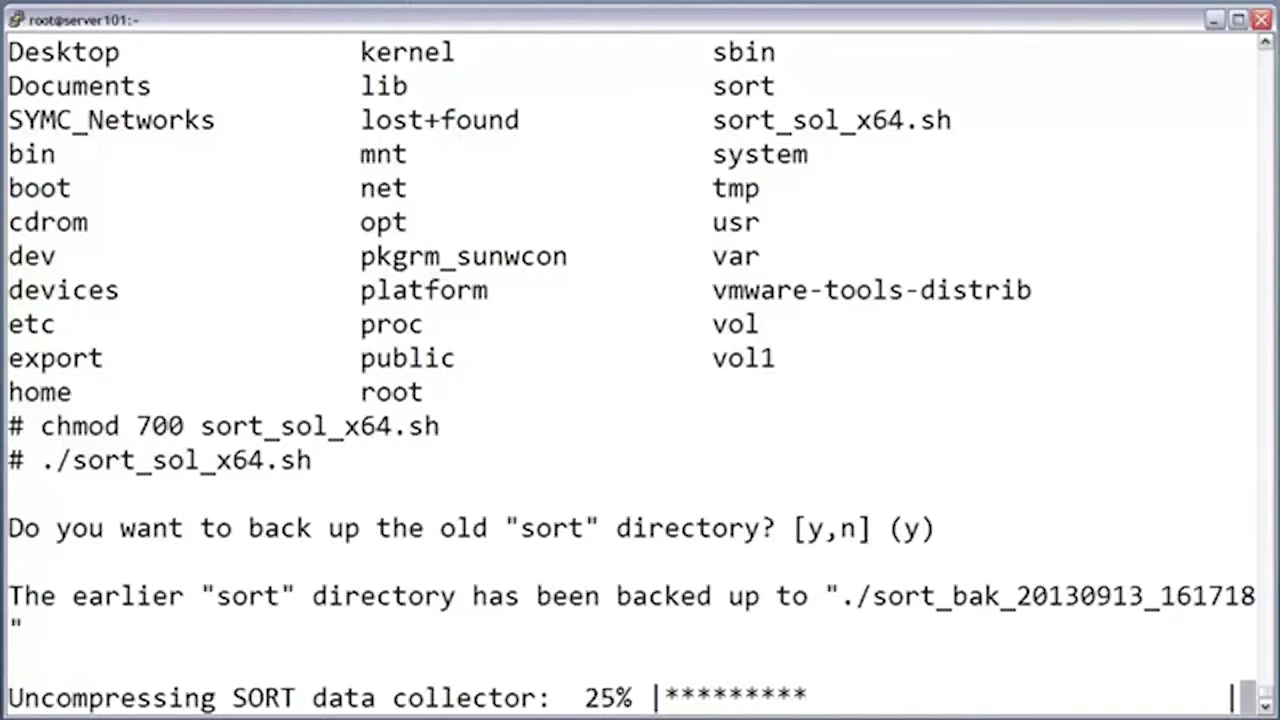 root@server101:~
Desktop kernel sbin
Documents lib sort
SYMC_Networks lost+found sort_sol_x64.sh
bin mnt system
boot net tmp
cdrom opt usr
dev pkgrm_sunwcon var
devices platform vmware-tools-distrib
etc proc vol
export public vol1
home root
# chmod 700 sort_sol_x64.sh
# ./sort_sol_x64.sh
Do you want to back up the old "sort" directory? [y,n] (y)
The earlier "sort" directory has been backed up to "./sort_bak_20130913_161718
"
Uncompressing SORT data collector: 25% |********* |